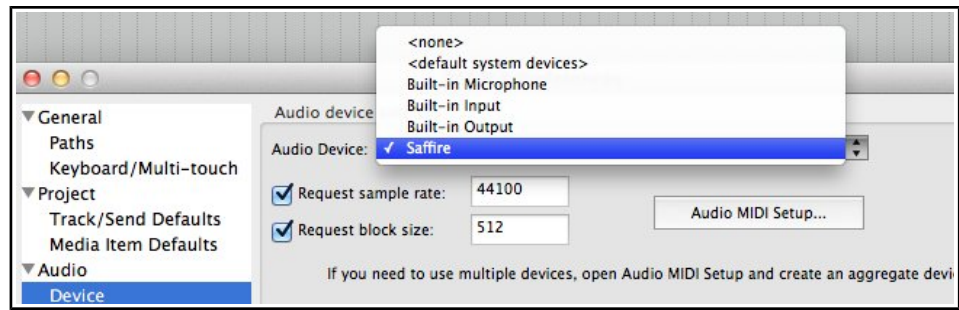 <none>
<default system devices>
Built-in Microphone
Built-in Input
Built-in Output
✓ Saffire
▼General
Paths
Keyboard/Multi-touch
▼Project
Track/Send Defaults
Media Item Defaults
▼Audio
Device
Audio device
Audio Device:
Request sample rate: 44100
Request block size: 512
Audio MIDI Setup...
If you need to use multiple devices, open Audio MIDI Setup and create an aggregate devi